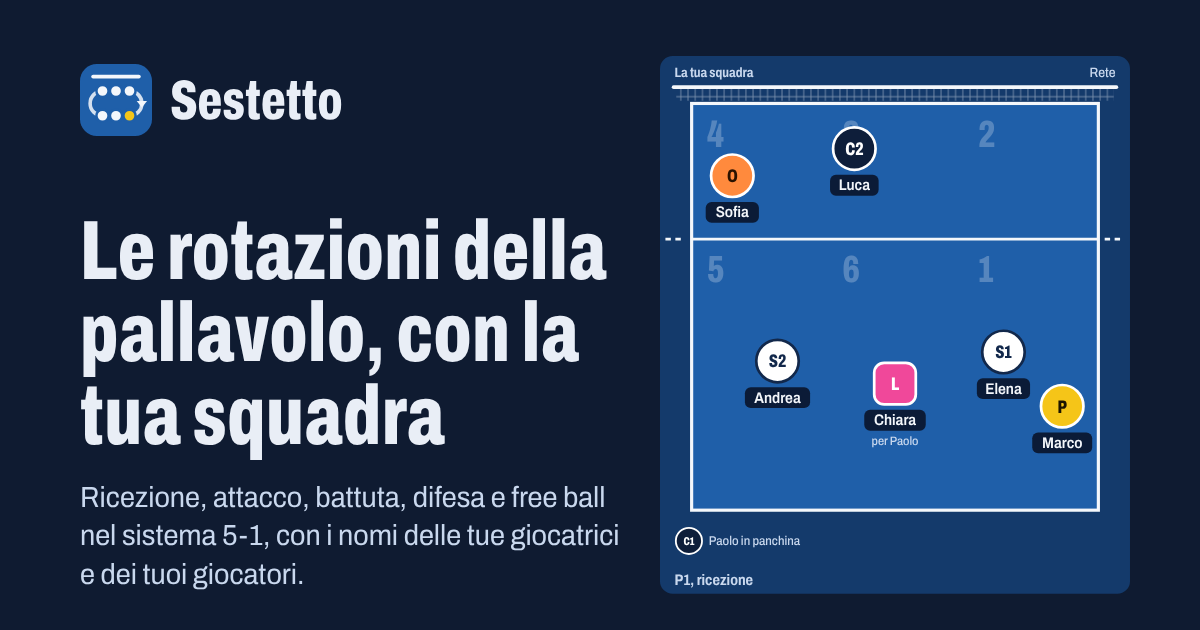 Sestetto
Le rotazioni della
pallavolo, con la
tua squadra
Ricezione, attacco, battuta, difesa e free ball
nel sistema 5-1, con i nomi delle tue giocatrici
e dei tuoi giocatori.
La tua squadra
Rete
4
2
C2
Luca
O
Sofia
5
6
1
S1
Elena
S2
Andrea
L
Chiara
per Paolo
P
Marco
C1
Paolo in panchina
P1, ricezione